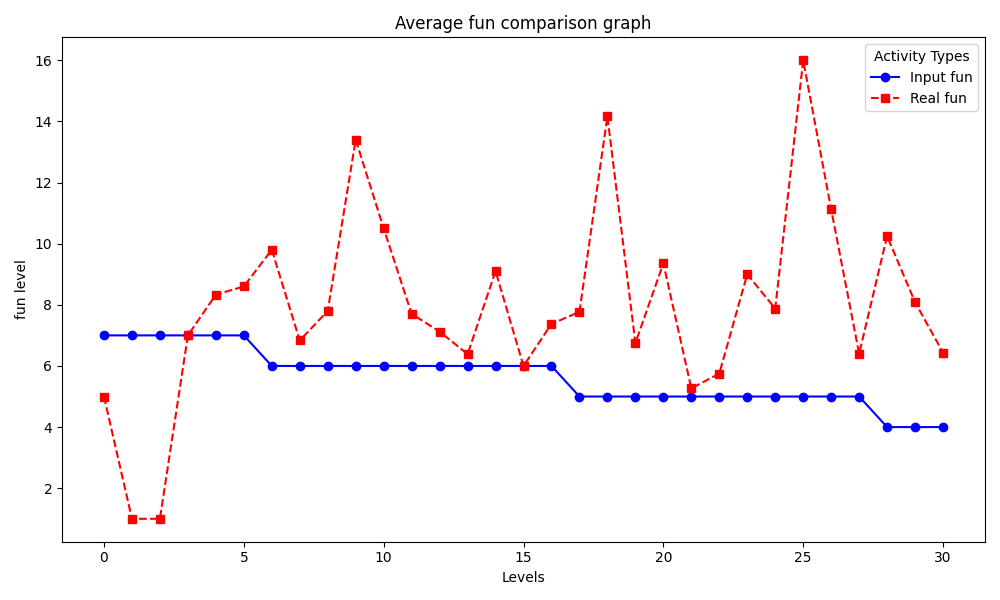 Average fun comparison graph
Activity Types
Input fun
Real fun
fun level
16
14
12
10
8
6
4
2
0 5 10 15 20 25 30
Levels